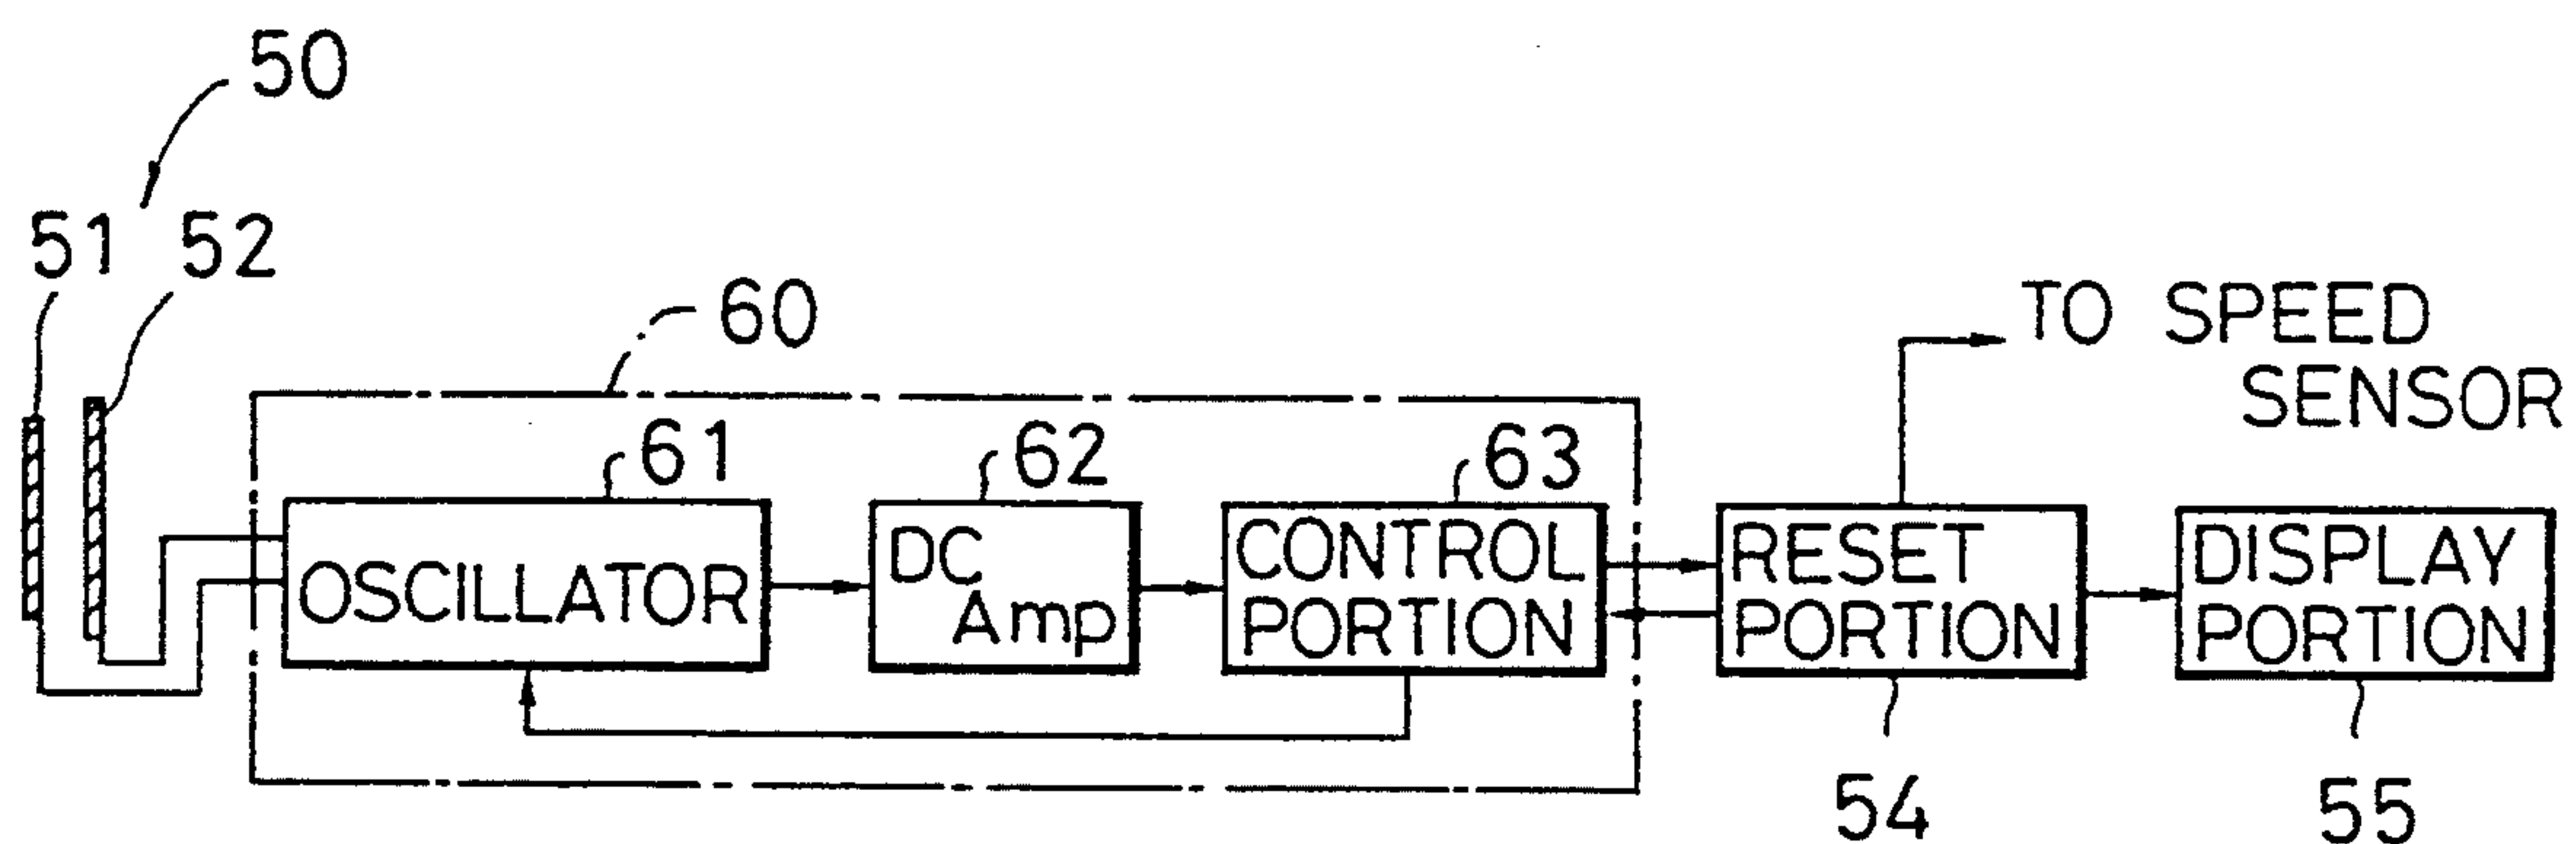 50
51 52
60
TO SPEED
SENSOR
61
62
63
OSCILLATOR
DC
Amp
CONTROL
PORTION
RESET
PORTION
DISPLAY
PORTION
54
55